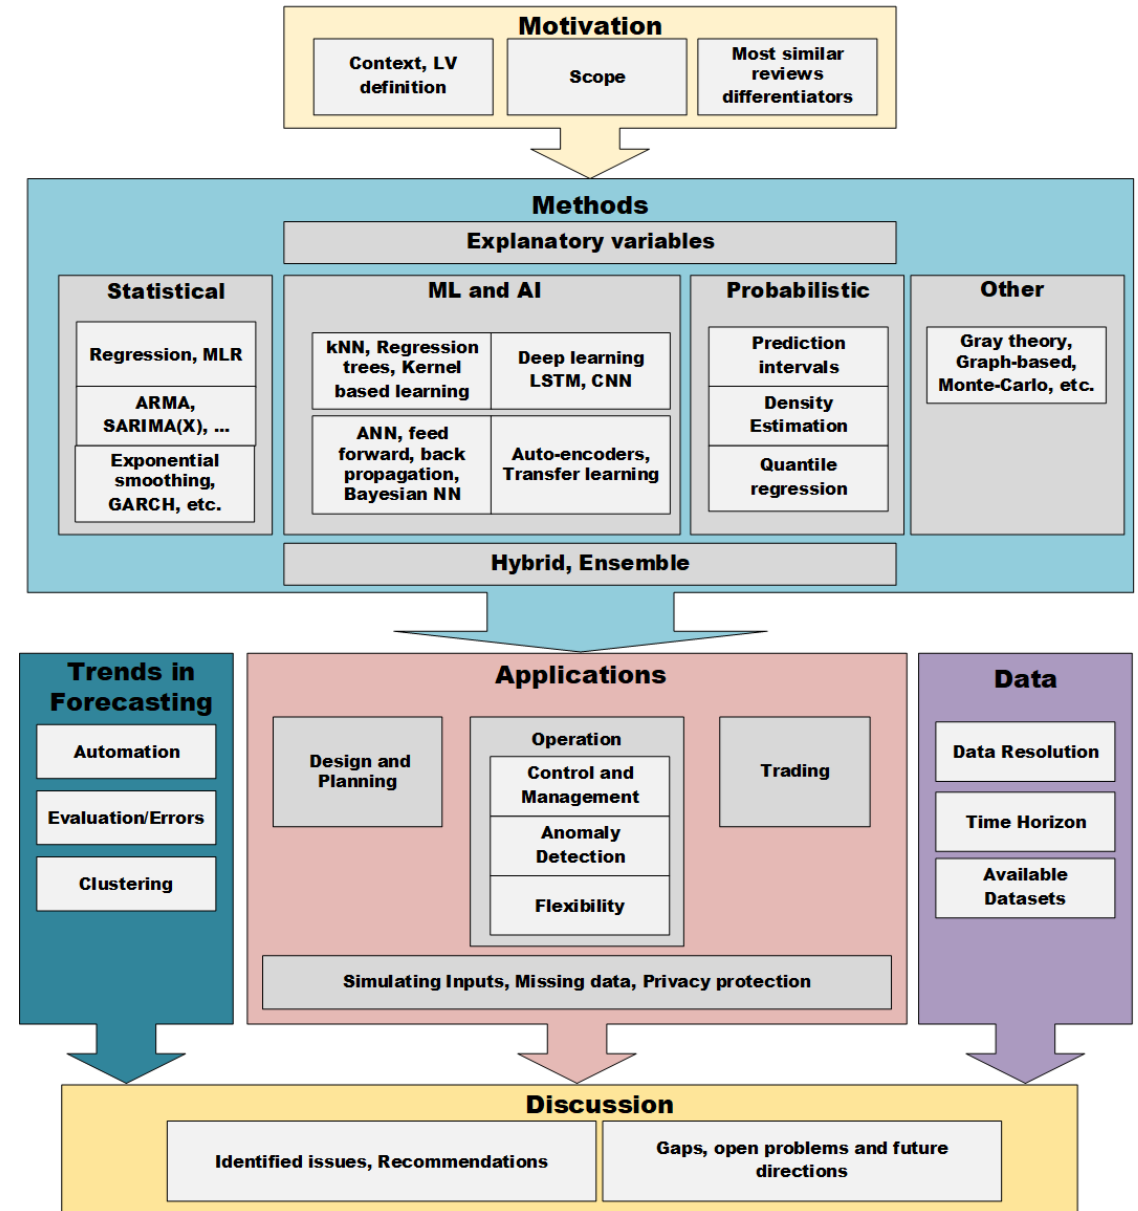 Motivation
Context, LV
definition
Scope
Most similar
reviews
differentiators
Methods
Explanatory variables
Statistical
Regression, MLR
ARMA,
SARIMA(X), ...
Exponential
smoothing,
GARCH, etc.
ML and AI
kNN, Regression
trees, Kernel
based learning
Deep learning
LSTM, CNN
ANN, feed
forward, back
propagation,
Bayesian NN
Auto-encoders,
Transfer learning
Probabilistic
Prediction
intervals
Density
Estimation
Quantile
regression
Other
Gray theory,
Graph-based,
Monte-Carlo, etc.
Hybrid, Ensemble
Trends in
Forecasting
Automation
Evaluation/Errors
Clustering
Applications
Design and
Planning
Operation
Control and
Management
Anomaly
Detection
Flexibility
Trading
Simulating Inputs, Missing data, Privacy protection
Data
Data Resolution
Time Horizon
Available
Datasets
Discussion
Identified issues, Recommendations
Gaps, open problems and future
directions